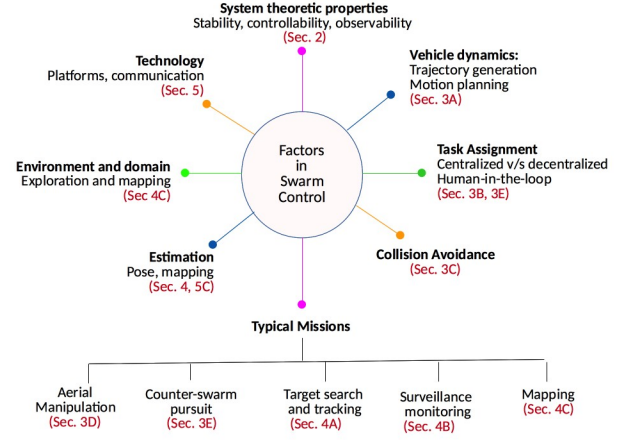 System theoretic properties
Stability, controllability, observability
(Sec. 2)
Technology
Platforms, communication
(Sec. 5)
Vehicle dynamics:
Trajectory generation
Motion planning
(Sec. 3A)
Factors
in
Swarm
Control
Environment and domain
Exploration and mapping
(Sec 4C)
Task Assignment
Centralized v/s decentralized
Human-in-the-loop
(Sec. 3B, 3E)
Estimation
Pose, mapping
(Sec. 4, 5C)
Collision Avoidance
(Sec. 3C)
Typical Missions
Aerial
Manipulation
(Sec. 3D)
Counter-swarm
pursuit
(Sec. 3E)
Target search
and tracking
(Sec. 4A)
Surveillance
monitoring
(Sec. 4B)
Mapping
(Sec. 4C)